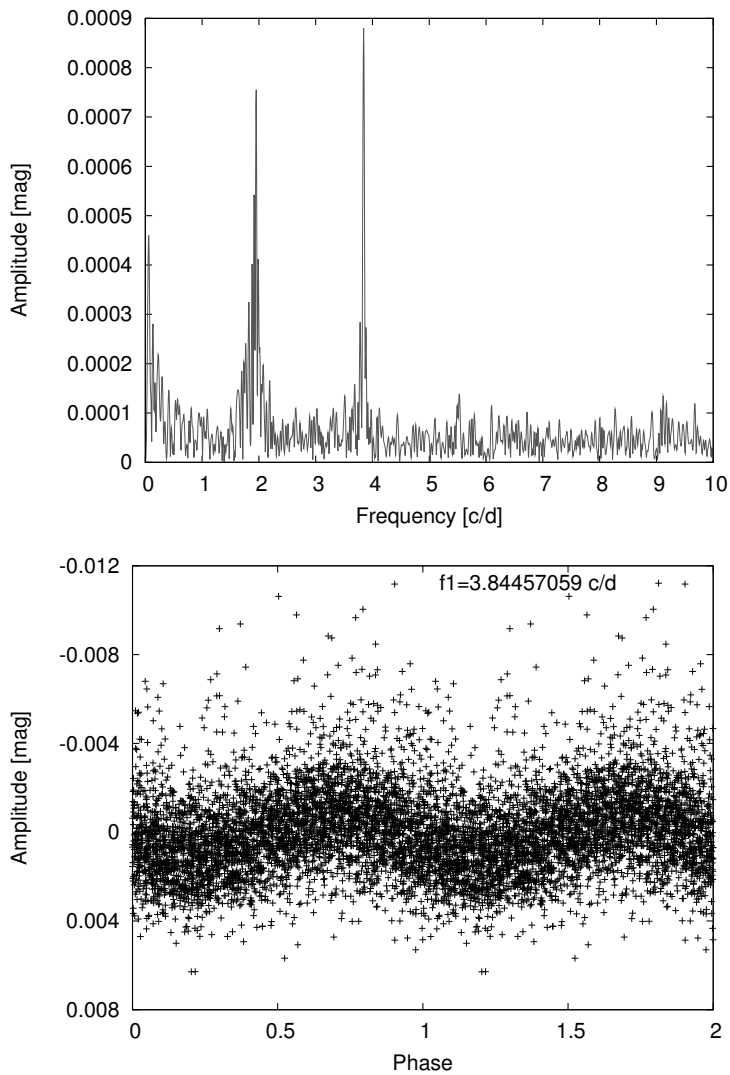 0.0009
0.0008
0.0007
0.0006
0.0005
0.0004
0.0003
0.0002
0.0001
0
Amplitude [mag]
0 1 2 3 4 5 6 7 8 9 10
Frequency [c/d]
-0.012
-0.008
-0.004
0
0.004
0.008
Amplitude [mag]
f1=3.84457059 c/d
0 0.5 1 1.5 2
Phase